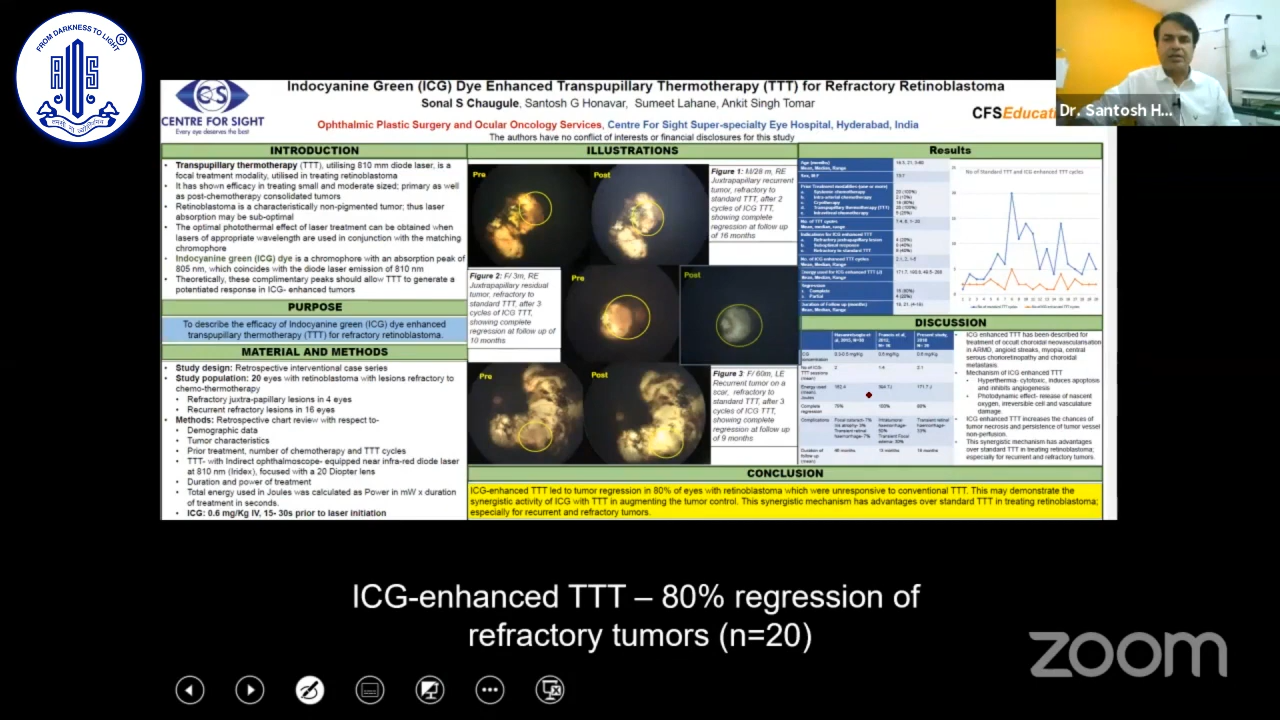 FROM DARKNESS TO LIGHT
Indocyanine Green (ICG) Dye Enhanced Transpupillary Thermotherapy (TTT) for Refractory Retinoblastoma
Sonal S Chaugule, Santosh G Honavar, Sumeet Lahane, Ankit Singh Tomar
CENTRE FOR SIGHT
Every eye deserves the best
Ophthalmic Plastic Surgery and Ocular Oncology Services, Centre For Sight Super-specialty Eye Hospital, Hyderabad, India
The authors have no conflict of interests or financial disclosures for this study
Dr. Santosh H...
INTRODUCTION
Transpupillary thermotherapy (TTT), utilising 810 mm diode laser, is a
focal treatment modality, utilised in treating retinoblastoma
It has shown efficacy in treating small and moderate sized; primary as well
as post-chemotherapy consolidated tumors
Retinoblastoma is a characteristically non-pigmented tumor; thus laser
absorption may be sub-optimal
The optimal photothermal effect of laser treatment can be obtained when
lasers of appropriate wavelength are used in conjunction with the matching
chromophore
Indocyanine green (ICG) dye is a chromophore with an absorption peak of
805 nm, which coincides with the diode laser emission of 810 nm
Theoretically, these complimentary peaks should allow TTT to generate a
potentiated response in ICG- enhanced tumors
PURPOSE
To describe the efficacy of Indocyanine green (ICG) dye enhanced
transpupillary thermotherapy (TTT) for refractory retinoblastoma.
MATERIAL AND METHODS
Study design: Retrospective interventional case series
Study population: 20 eyes with retinoblastoma with lesions refractory to
chemo-thermotherapy
Refractory juxtra-papillary lesions in 4 eyes
Recurrent refractory lesions in 16 eyes
Methods: Retrospective chart review with respect to-
Demographic data
Tumor characteristics
Prior treatment, number of chemotherapy and TTT cycles
TTT- with Indirect ophthalmoscope- equipped near infra-red diode laser
at 810 nm (Iridex), focused with a 20 Diopter lens
Duration and power of treatment
Total energy used in Joules was calculated as Power in mW x duration
of treatment in seconds.
ICG: 0.6 mg/Kg IV, 15- 30s prior to laser initiation
ILLUSTRATIONS
Pre
Post
Figure 1: M/28 m, RE
Juxtrapapillary recurrent
tumor, refractory to
standard TTT, after 2
cycles of ICG TTT,
showing complete
regression at follow up
of 16 months
Figure 2: F/ 3m, RE
Juxtapapillary residual
tumor, refractory to
standard TTT, after 3
cycles of ICG TTT,
showing complete
regression at follow up of
10 months
Pre
Post
Pre
Post
Figure 3: F/ 60m, LE
Recurrent tumor on a
scar, refractory to
standard TTT, after 3
cycles of ICG TTT,
showing complete
regression at follow up
of 9 months
Results
No of Standard TTT and ICG enhanced TTT cycles
DISCUSSION
ICG enhanced TTT has been described for
treatment of occult choroidal neovascularisation
in ARMD, angioid streaks, myopia, central
serous chorioretinopathy and choroidal
metastasis.
Mechanism of ICG enhanced TTT
Hyperthermia- cytotoxic, induces apoptosis
and inhibits angiogenesis
Photodynamic effect- release of nascent
oxygen, irreversible cell and vasculature
damage.
ICG enhanced TTT increases the chances of
tumor necrosis and persistence of tumor vessel
non-perfusion.
This synergistic mechanism has advantages
over standard TTT in treating retinoblastoma;
especially for recurrent and refractory tumors
CONCLUSION
ICG-enhanced TTT led to tumor regression in 80% of eyes with retinoblastoma which were unresponsive to conventional TTT. This may demonstrate the
synergistic activity of ICG with TTT in augmenting the tumor control. This synergistic mechanism has advantages over standard TTT in treating retinoblastoma;
especially for recurrent and refractory tumors.
ICG-enhanced TTT – 80% regression of
refractory tumors (n=20)
zoom